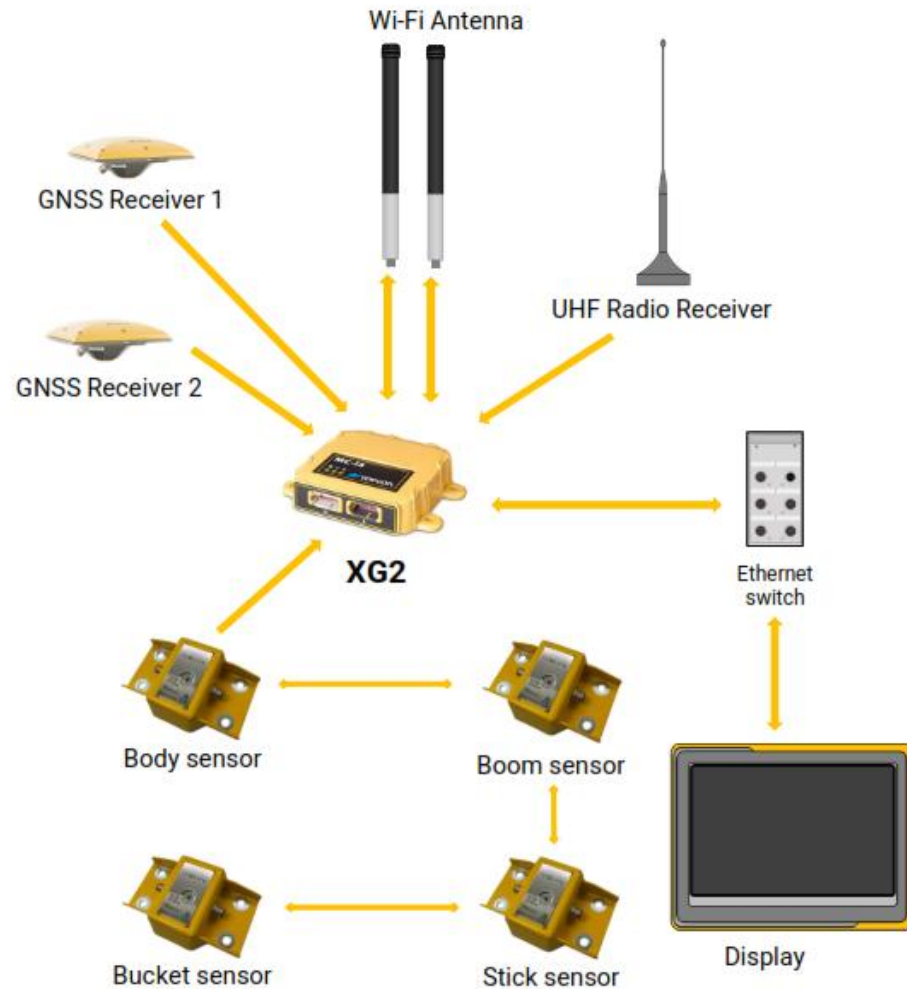 Wi-Fi Antenna
GNSS Receiver 1
UHF Radio Receiver
GNSS Receiver 2
XG2
Ethernet
switch
Body sensor
Boom sensor
Bucket sensor
Stick sensor
Display